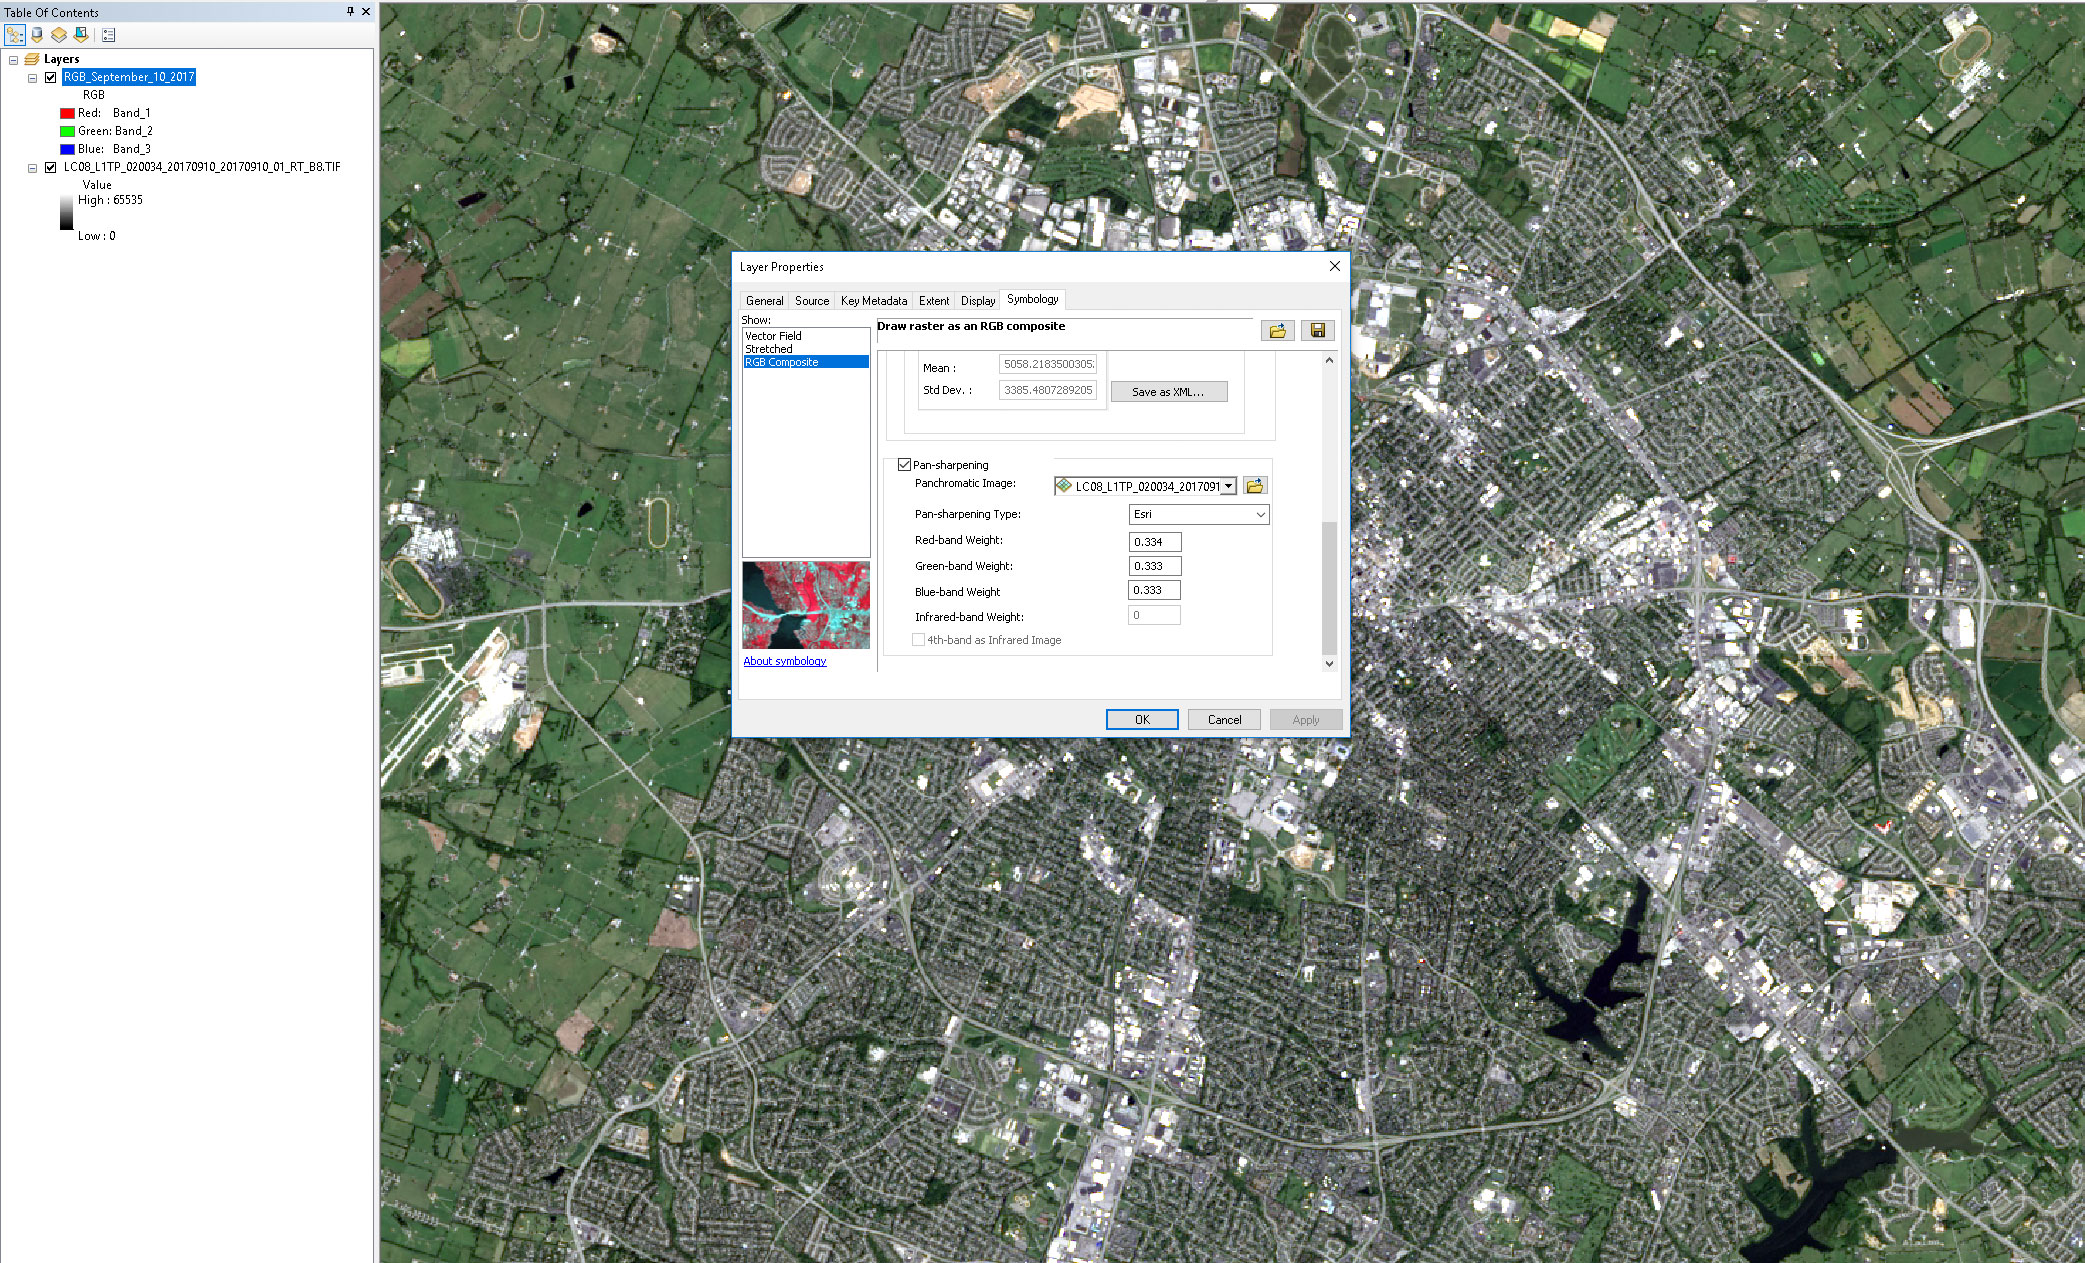 Table Of Contents
Layers
RGB_September_10_2017
RGB
Red: Band_1
Green: Band_2
Blue: Band_3
LC08_L1TP_020034_20170910_20170910_01_RT_B8.TIF
Value
High : 65535
Low : 0
Layer Properties
General Source Key Metadata Extent Display Symbology
Show:
Vector Field
Stretched
RGB Composite
About symbology
Draw raster as an RGB composite
Mean : 5058.2183500305
Std Dev. : 3385.4807289205
Save as XML...
Pan-sharpening
Panchromatic Image: LC08_L1TP_020034_2017091
Pan-sharpening Type: Esri
Red-band Weight: 0.334
Green-band Weight: 0.333
Blue-band Weight 0.333
Infrared-band Weight: 0
4th-band as Infrared Image
OK Cancel Apply